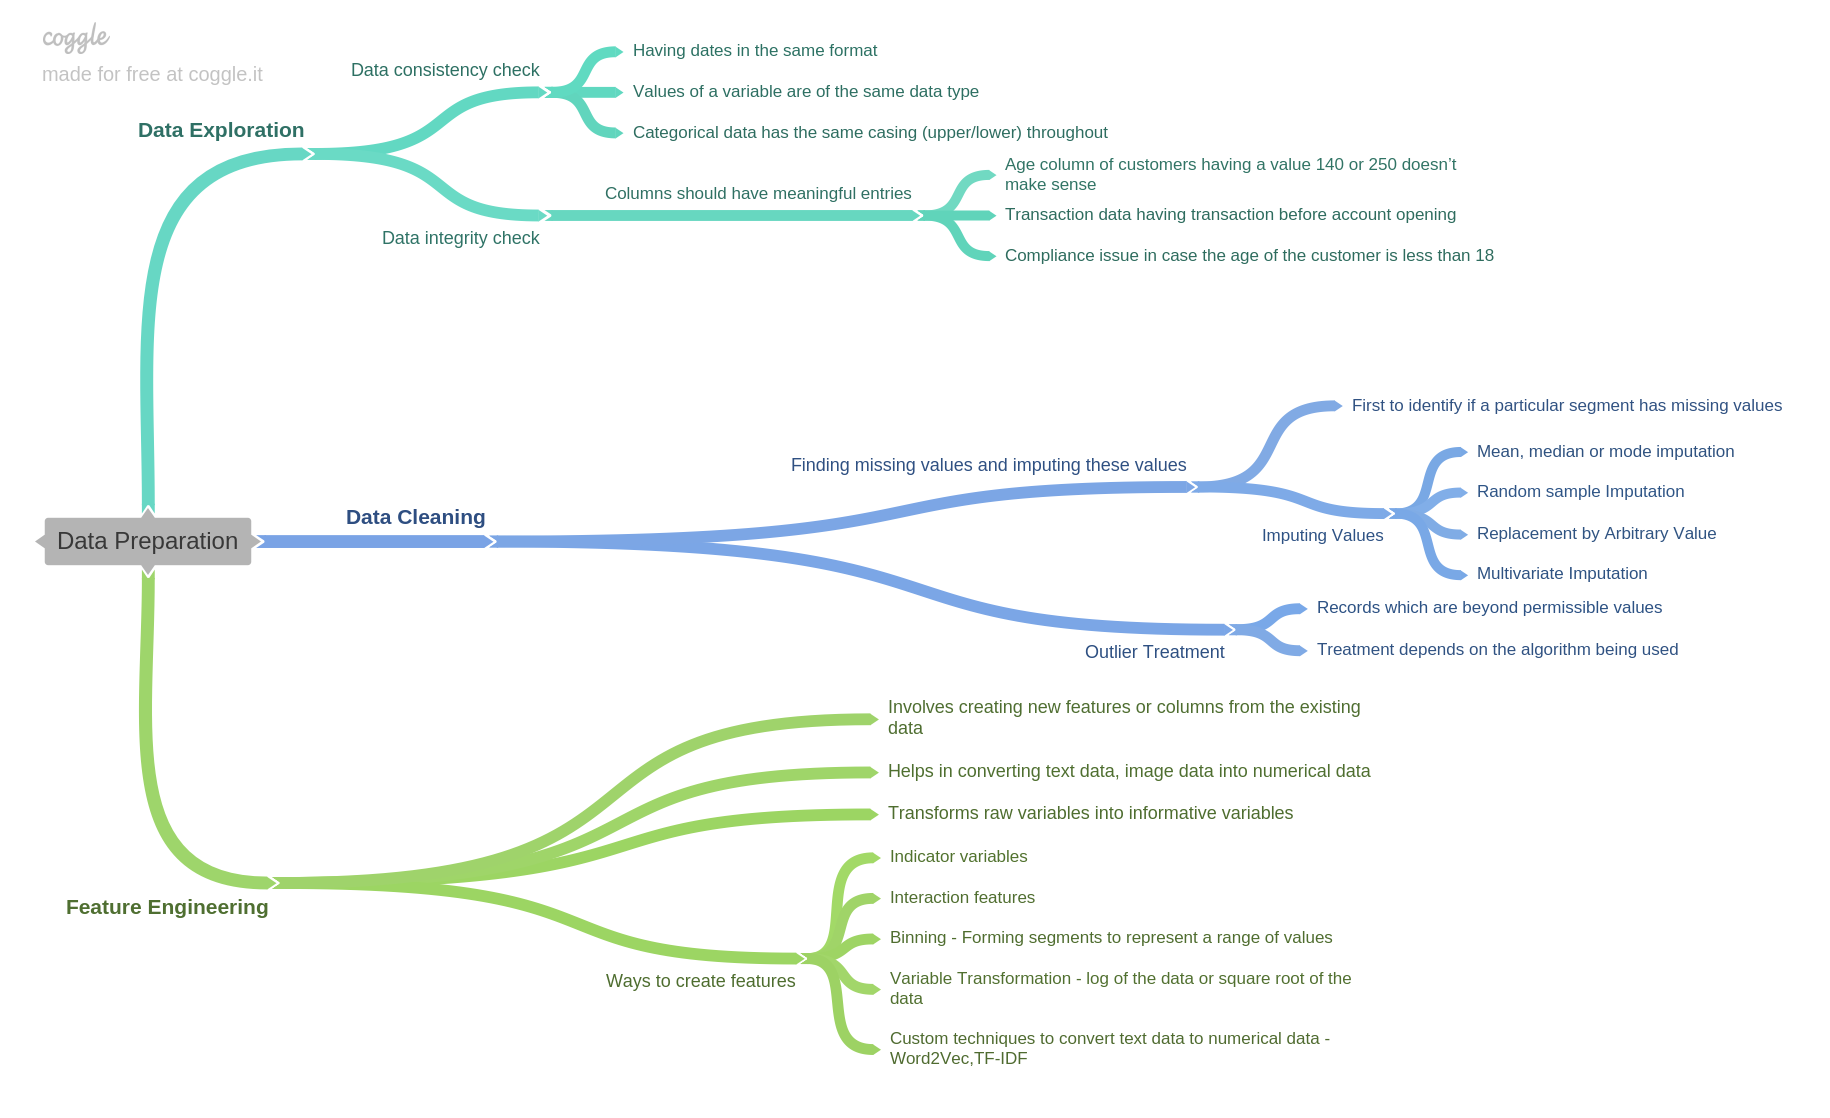 coggle
made for free at coggle.it
Data Exploration
Data consistency check
Having dates in the same format
Values of a variable are of the same data type
Categorical data has the same casing (upper/lower) throughout
Data integrity check
Columns should have meaningful entries
Age column of customers having a value 140 or 250 doesn’t
make sense
Transaction data having transaction before account opening
Compliance issue in case the age of the customer is less than 18
Data Preparation
Data Cleaning
Finding missing values and imputing these values
First to identify if a particular segment has missing values
Imputing Values
Mean, median or mode imputation
Random sample Imputation
Replacement by Arbitrary Value
Multivariate Imputation
Outlier Treatment
Records which are beyond permissible values
Treatment depends on the algorithm being used
Feature Engineering
Involves creating new features or columns from the existing
data
Helps in converting text data, image data into numerical data
Transforms raw variables into informative variables
Ways to create features
Indicator variables
Interaction features
Binning - Forming segments to represent a range of values
Variable Transformation - log of the data or square root of the
data
Custom techniques to convert text data to numerical data -
Word2Vec,TF-IDF